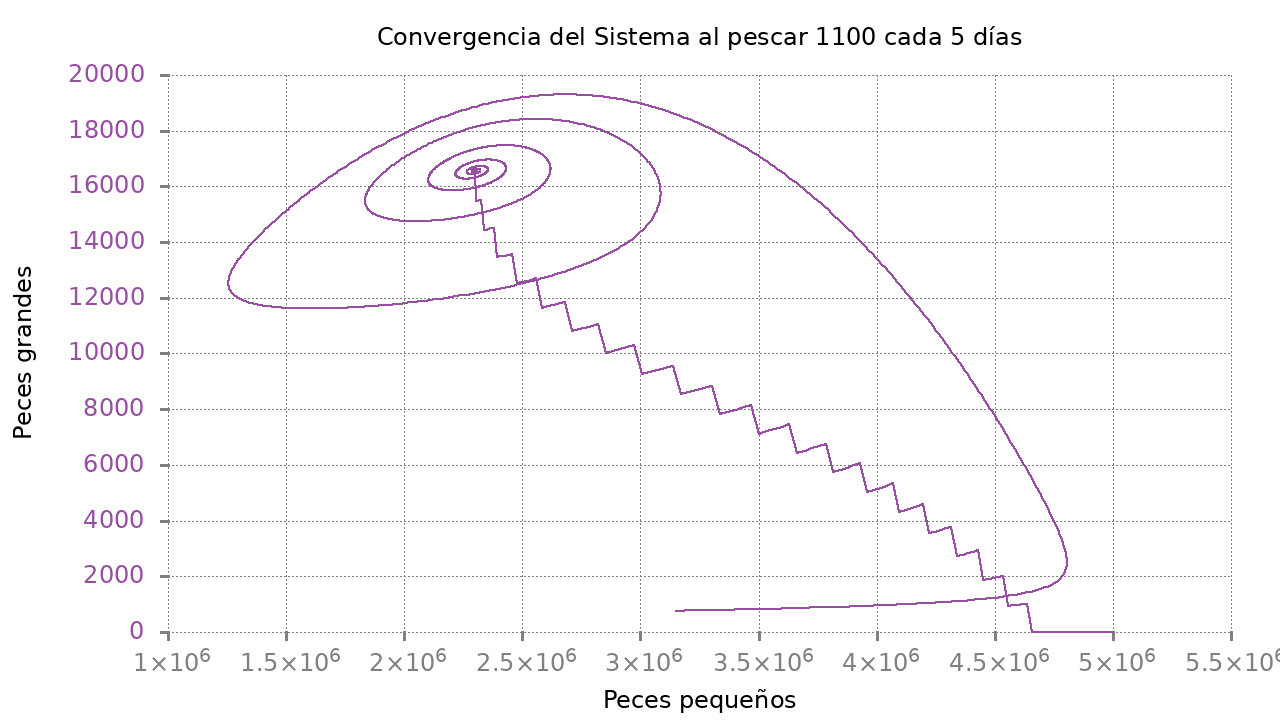 Convergencia del Sistema al pescar 1100 cada 5 días
20000
18000
16000
14000
12000
10000
8000
6000
4000
2000
0
Peces grandes
1×10⁶ 1.5×10⁶ 2×10⁶ 2.5×10⁶ 3×10⁶ 3.5×10⁶ 4×10⁶ 4.5×10⁶ 5×10⁶ 5.5×10⁶
Peces pequeños